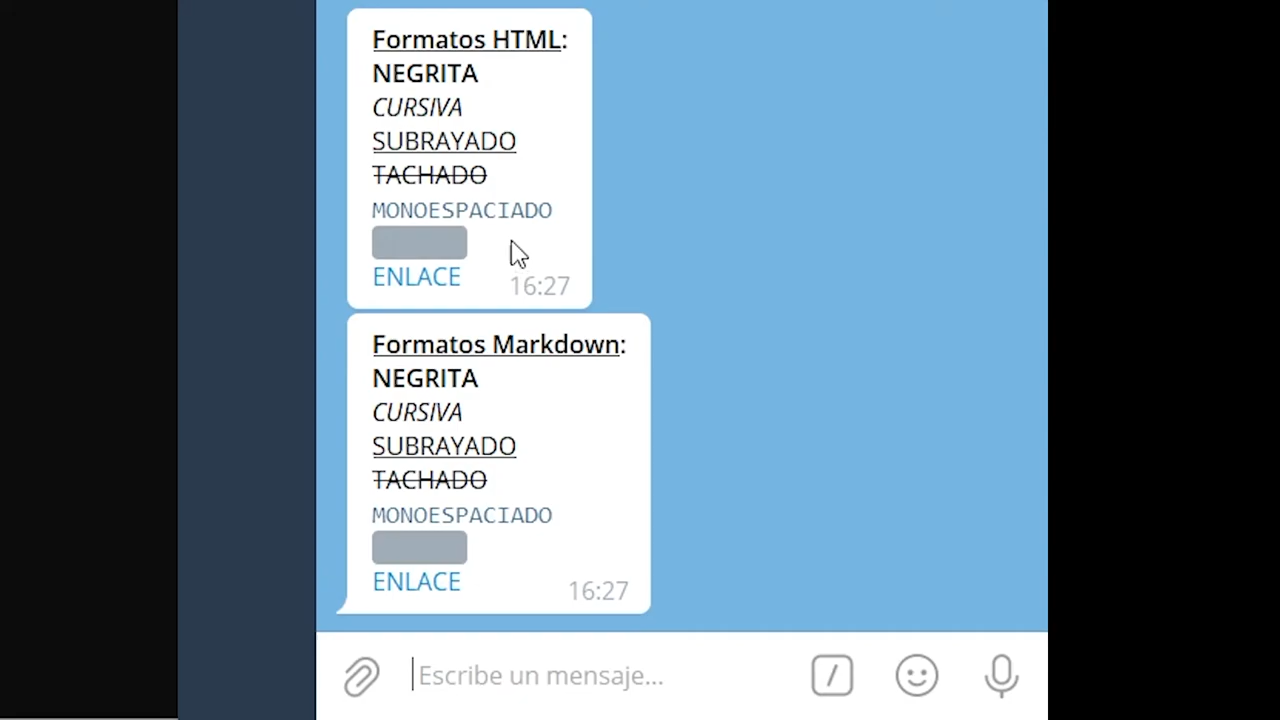 Formatos HTML:
NEGRITA
CURSIVA
SUBRAYADO
TACHADO
MONOESPACIADO
ENLACE
16:27
Formatos Markdown:
NEGRITA
CURSIVA
SUBRAYADO
TACHADO
MONOESPACIADO
ENLACE
16:27
Escribe un mensaje...